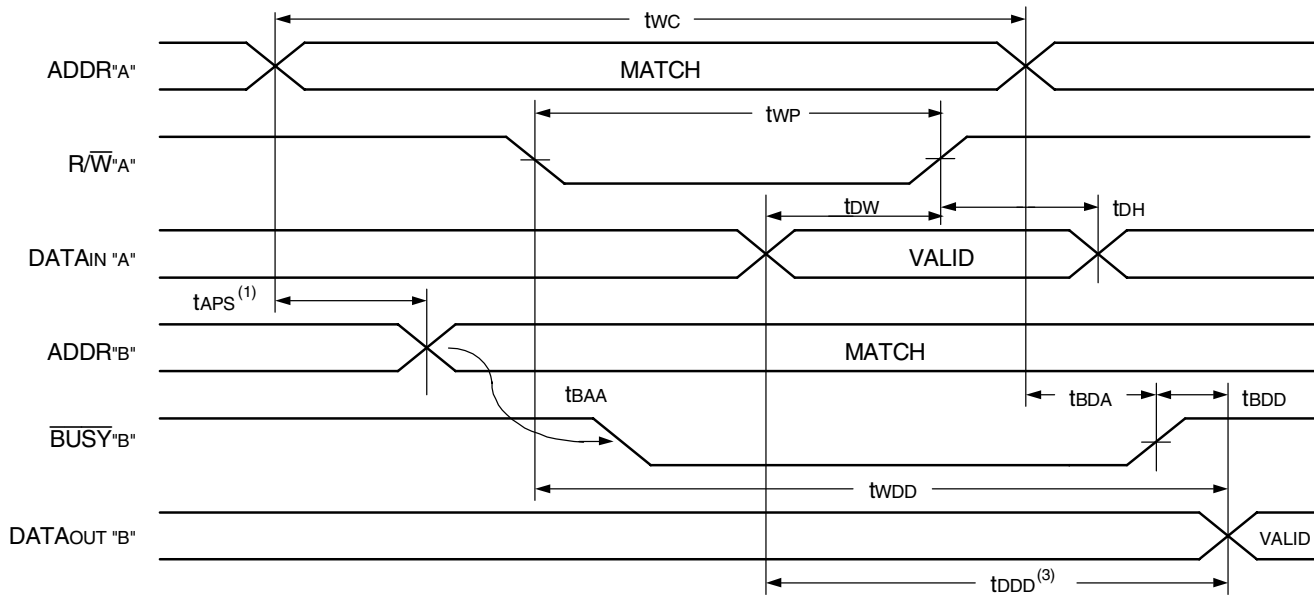 tWC
ADDR"A" MATCH
tWP
R/W"A"
tDW tDH
DATAIN "A" VALID
tAPS(1)
ADDR"B" MATCH
tBAA tBDA tBDD
BUSY"B"
tWDD
DATAOUT "B" VALID
tDDD(3)